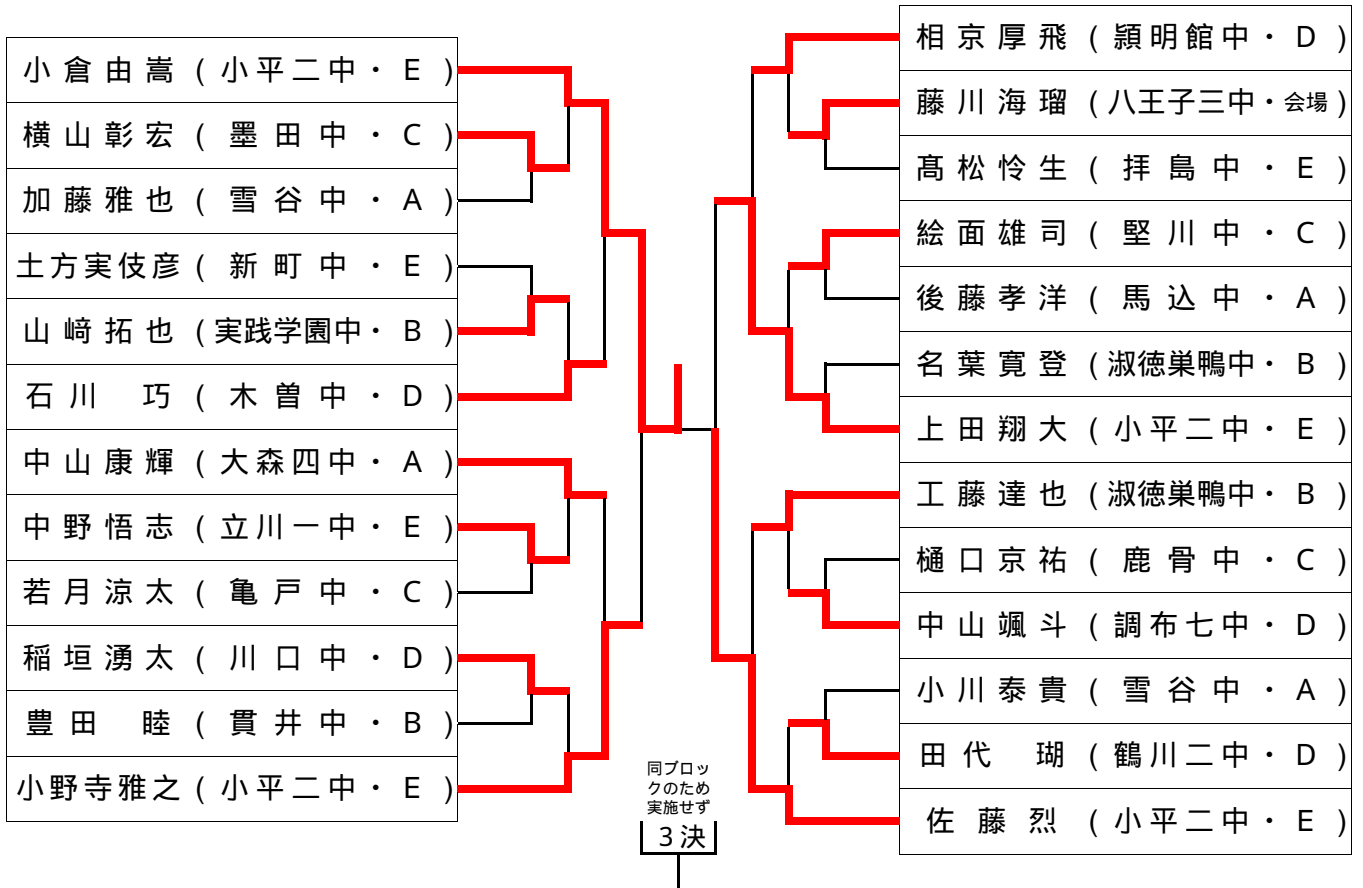 小倉由嵩(小平二中・E)
横山彰宏(墨田中・C)
加藤雅也(雪谷中・A)
土方実伎彦(新町中・E)
山﨑拓也(実践学園中・B)
石川　巧(木曽中・D)
中山康輝(大森四中・A)
中野悟志(立川一中・E)
若月涼太(亀戸中・C)
稲垣湧太(川口中・D)
豊田　睦(貫井中・B)
小野寺雅之(小平二中・E)
同ブロッ
クのため
実施せず
3決
相京厚飛(潁明館中・D)
藤川海瑠(八王子三中・会場)
髙松怜生(拝島中・E)
絵面雄司(堅川中・C)
後藤孝洋(馬込中・A)
名葉寛登(淑徳巣鴨中・B)
上田翔大(小平二中・E)
工藤達也(淑徳巣鴨中・B)
樋口京祐(鹿骨中・C)
中山颯斗(調布七中・D)
小川泰貴(雪谷中・A)
田代　瑚(鶴川二中・D)
佐藤烈(小平二中・E)